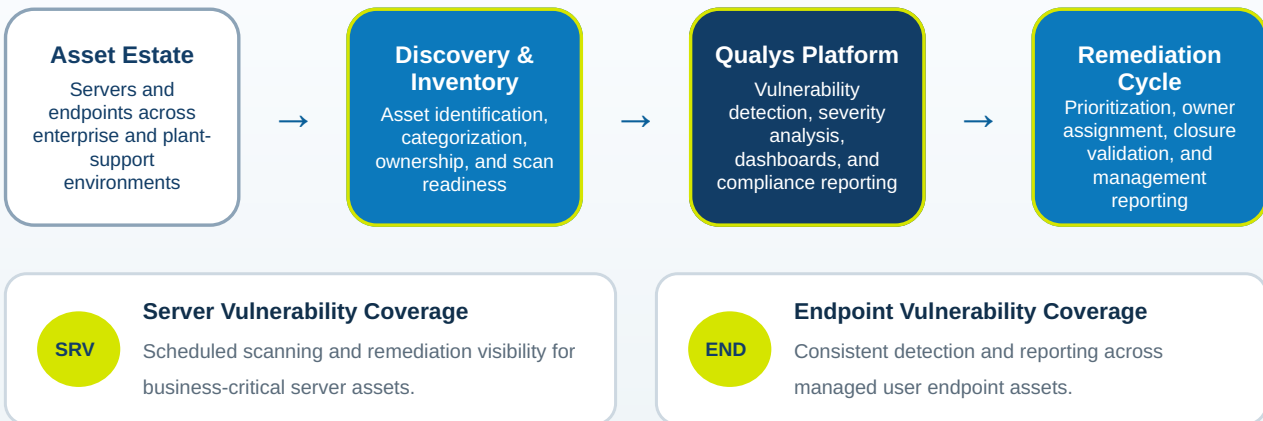 Asset Estate
Servers and
endpoints across
enterprise and plant-
support
environments
→
Discovery &
Inventory
Asset identification,
categorization,
ownership, and scan
readiness
→
Qualys Platform
Vulnerability
detection, severity
analysis,
dashboards, and
compliance reporting
→
Remediation
Cycle
Prioritization, owner
assignment, closure
validation, and
management
reporting
SRV
Server Vulnerability Coverage
Scheduled scanning and remediation visibility for
business-critical server assets.
END
Endpoint Vulnerability Coverage
Consistent detection and reporting across
managed user endpoint assets.